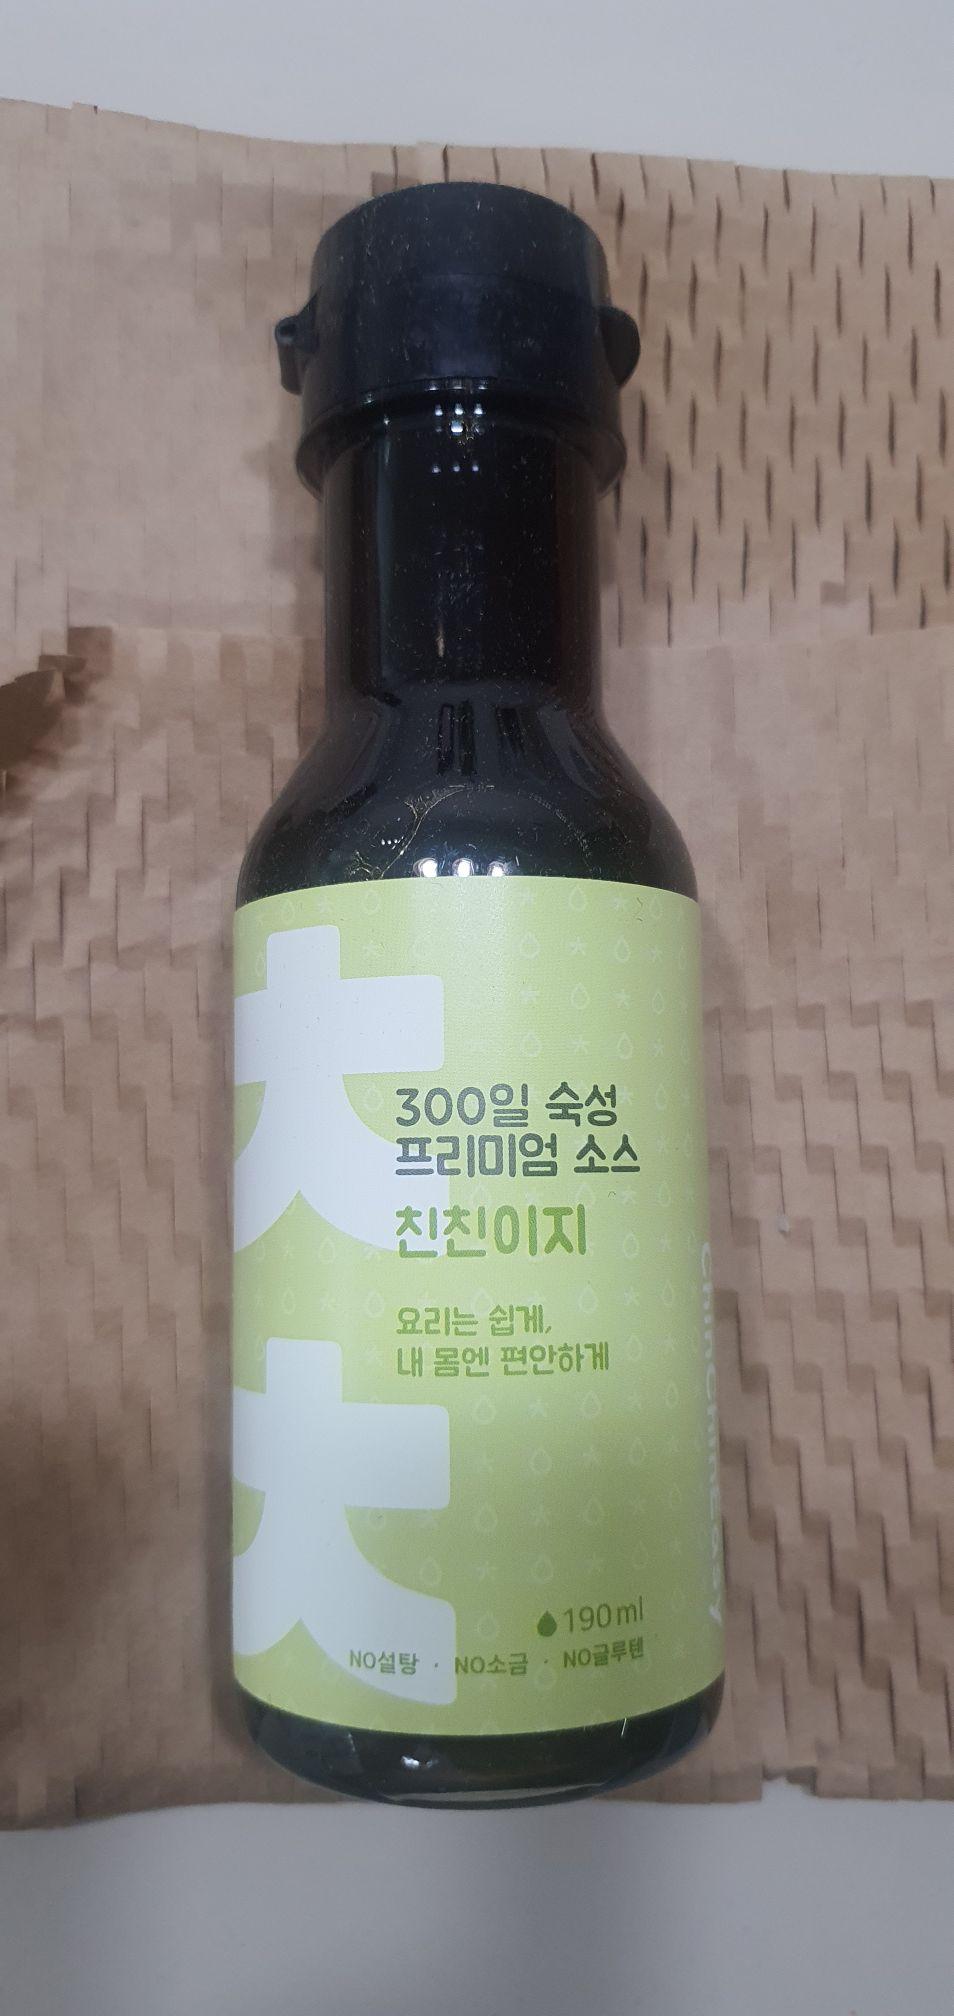 300일 숙성
프리미엄 소스
친친이지
요리는 쉽게,
내 몸엔 편안하게
ChinChinEasy
190ml
NO설탕 · NO소금 · NO글루텐